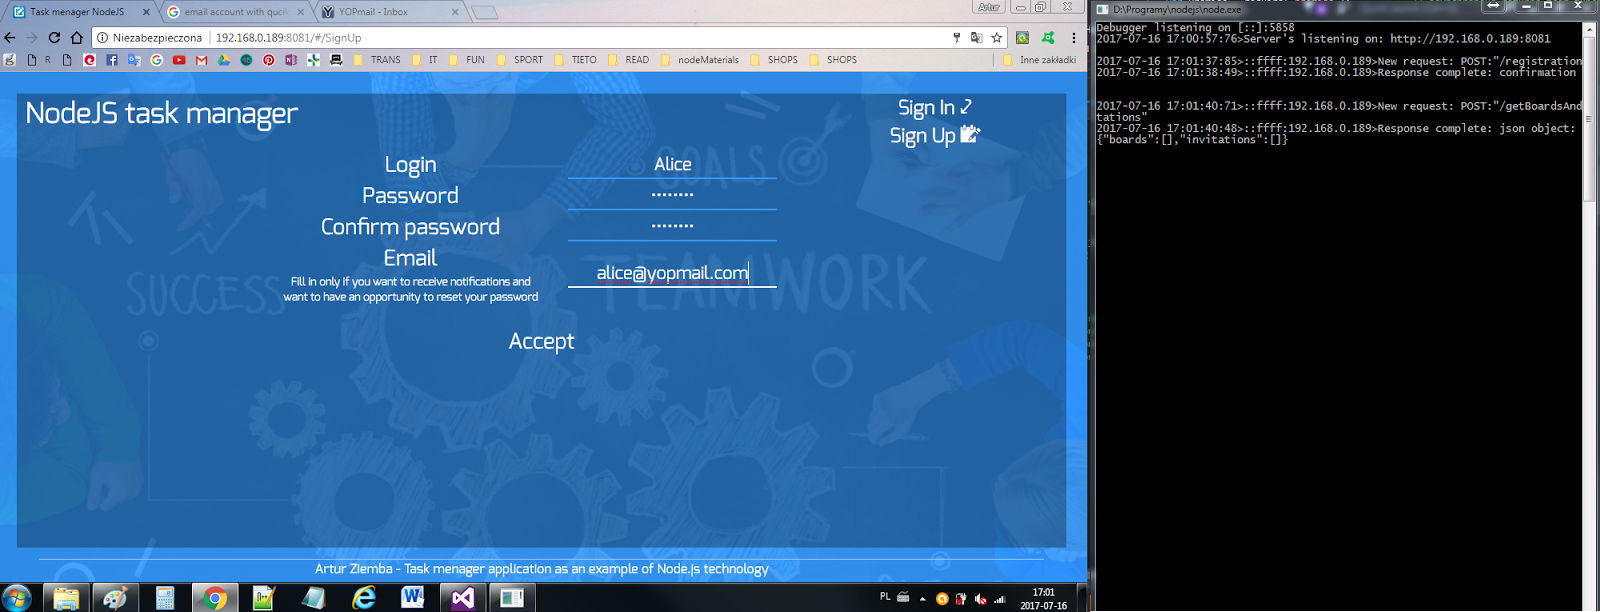 Task menager NodeJS
email account with qucik
YOPmail - Inbox
Artur
Niezabezpieczona | 192.168.0.189:8081/#/SignUp
R
TRANS
IT
FUN
SPORT
TIETO
READ
nodeMaterials
SHOPS
SHOPS
Inne zakładki
NodeJS task manager
Sign In
Sign Up
Login
Alice
Password
••••••••
Confirm password
••••••••
Email
Fill in only if you want to receive notifications and
want to have an opportunity to reset your password
alice@yopmail.com
Accept
GOALS
SUCCESS
TEAMWORK
Artur Ziemba - Task menager application as an example of Node.js technology
PL
17:01
2017-07-16
D:\Programy\nodejs\node.exe
Debugger listening on [::]:5858
2017-07-16 17:00:57:76>Server's listening on: http://192.168.0.189:8081
2017-07-16 17:01:37:85>::ffff:192.168.0.189>New request: POST:"/registration
2017-07-16 17:01:38:49>::ffff:192.168.0.189>Response complete: confirmation
2017-07-16 17:01:40:71>::ffff:192.168.0.189>New request: POST:"/getBoardsAnd
tations"
2017-07-16 17:01:40:48>::ffff:192.168.0.189>Response complete: json object:
{"boards":[],"invitations":[]}